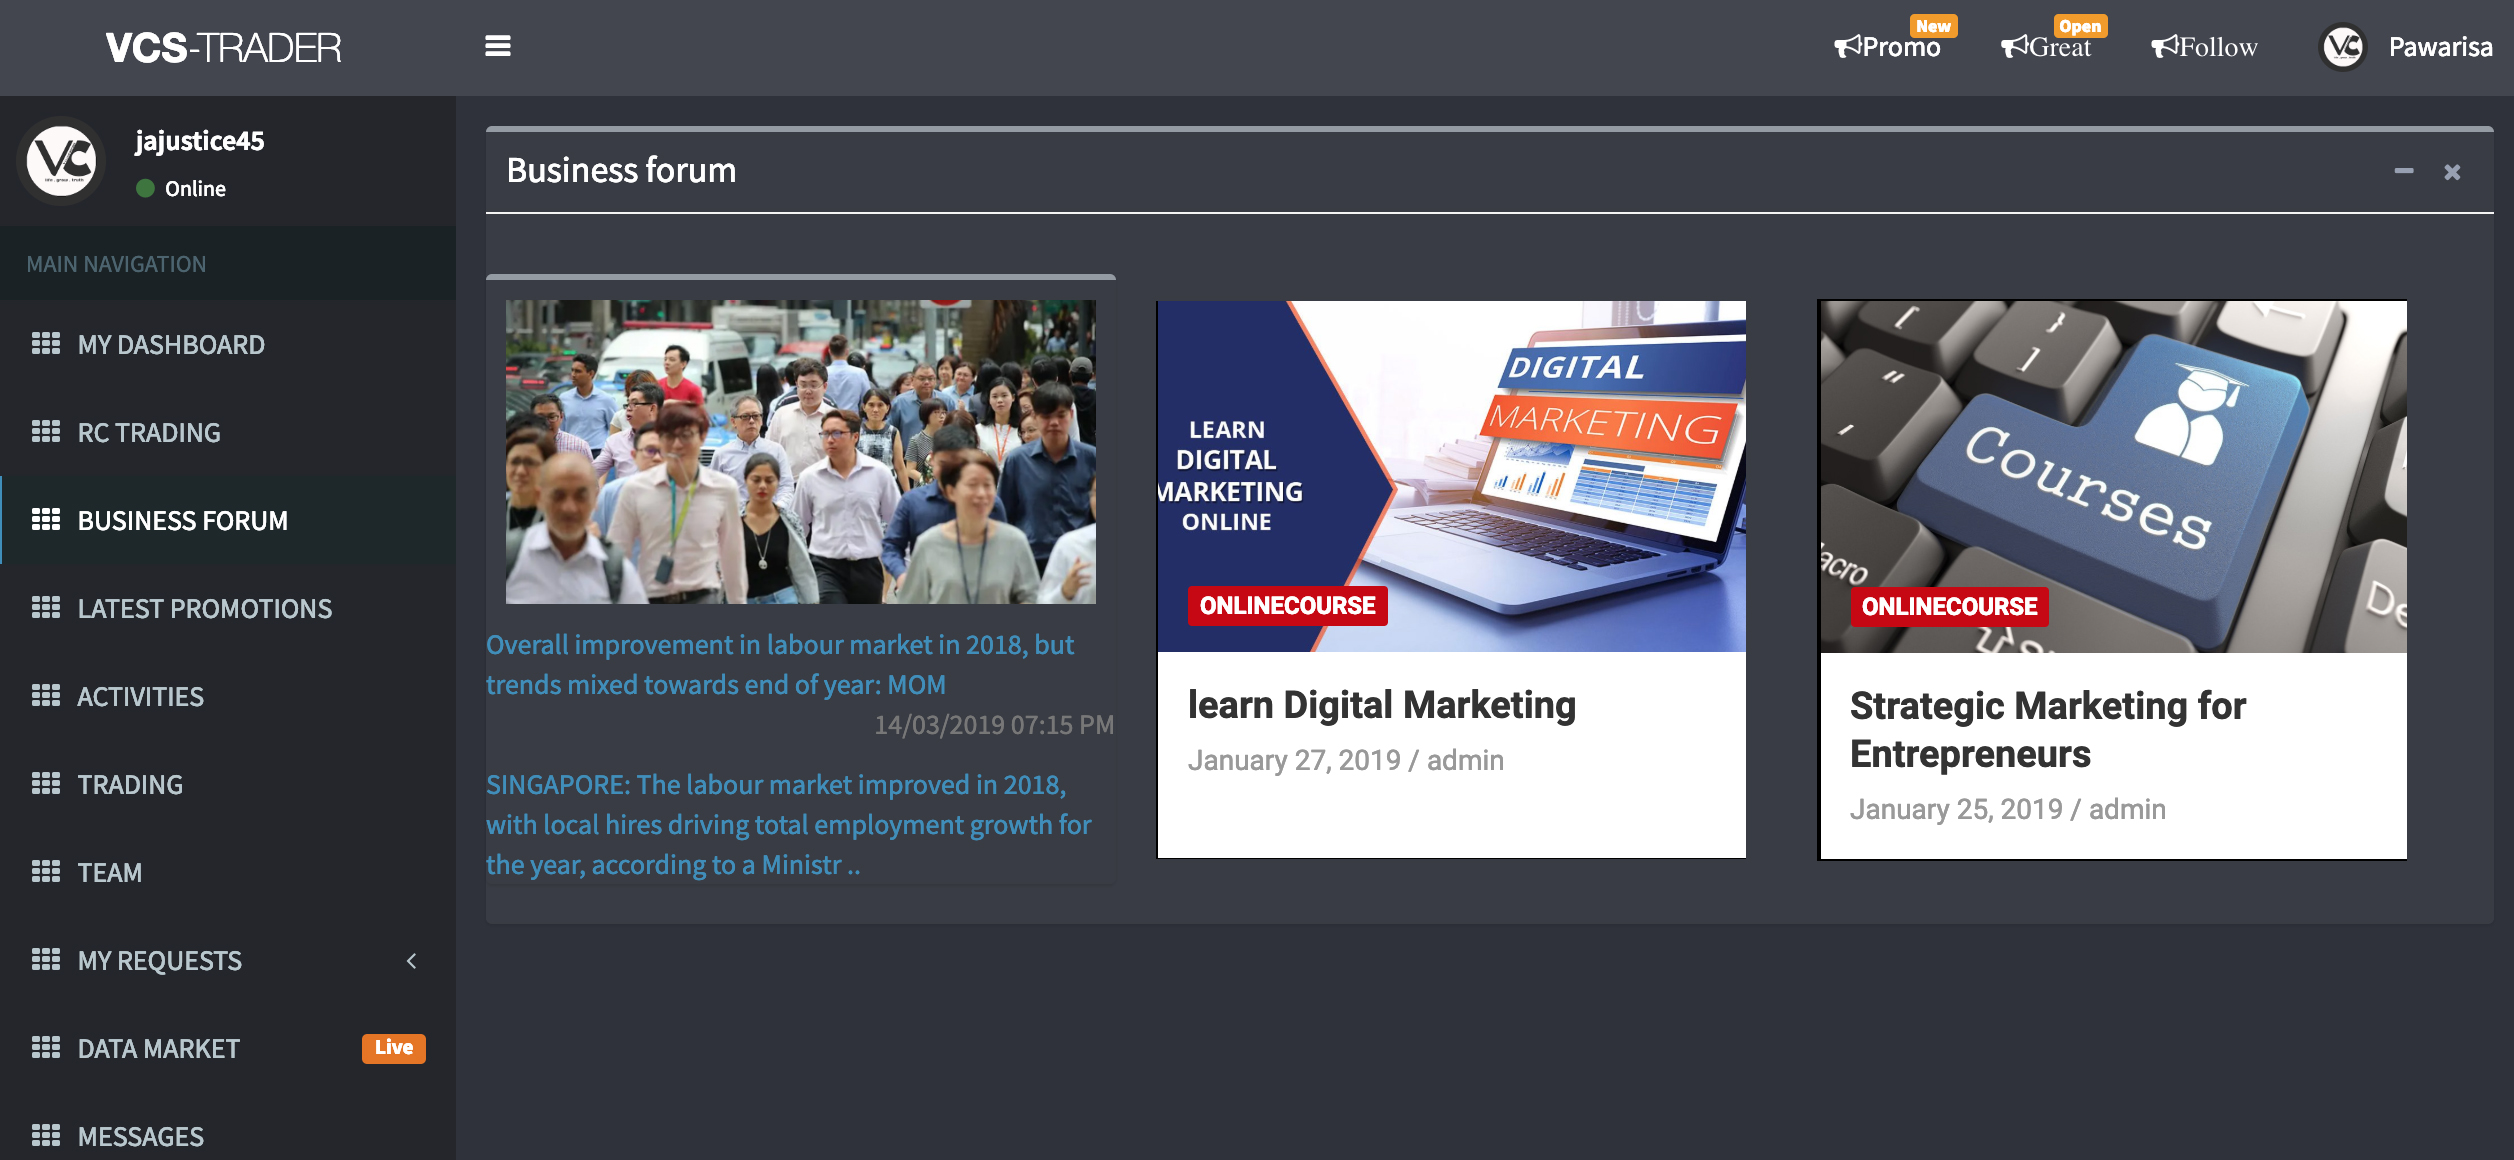 VCS-TRADER
Promo
New
Great
Open
Follow
Pawarisa
jajustice45
Online
MAIN NAVIGATION
MY DASHBOARD
RC TRADING
BUSINESS FORUM
LATEST PROMOTIONS
ACTIVITIES
TRADING
TEAM
MY REQUESTS
DATA MARKET
Live
MESSAGES
Business forum
Overall improvement in labour market in 2018, but
trends mixed towards end of year: MOM
14/03/2019 07:15 PM
SINGAPORE: The labour market improved in 2018,
with local hires driving total employment growth for
the year, according to a Ministr ..
LEARN
DIGITAL
MARKETING
ONLINE
DIGITAL
MARKETING
ONLINECOURSE
learn Digital Marketing
January 27, 2019 / admin
Courses
ONLINECOURSE
Strategic Marketing for
Entrepreneurs
January 25, 2019 / admin